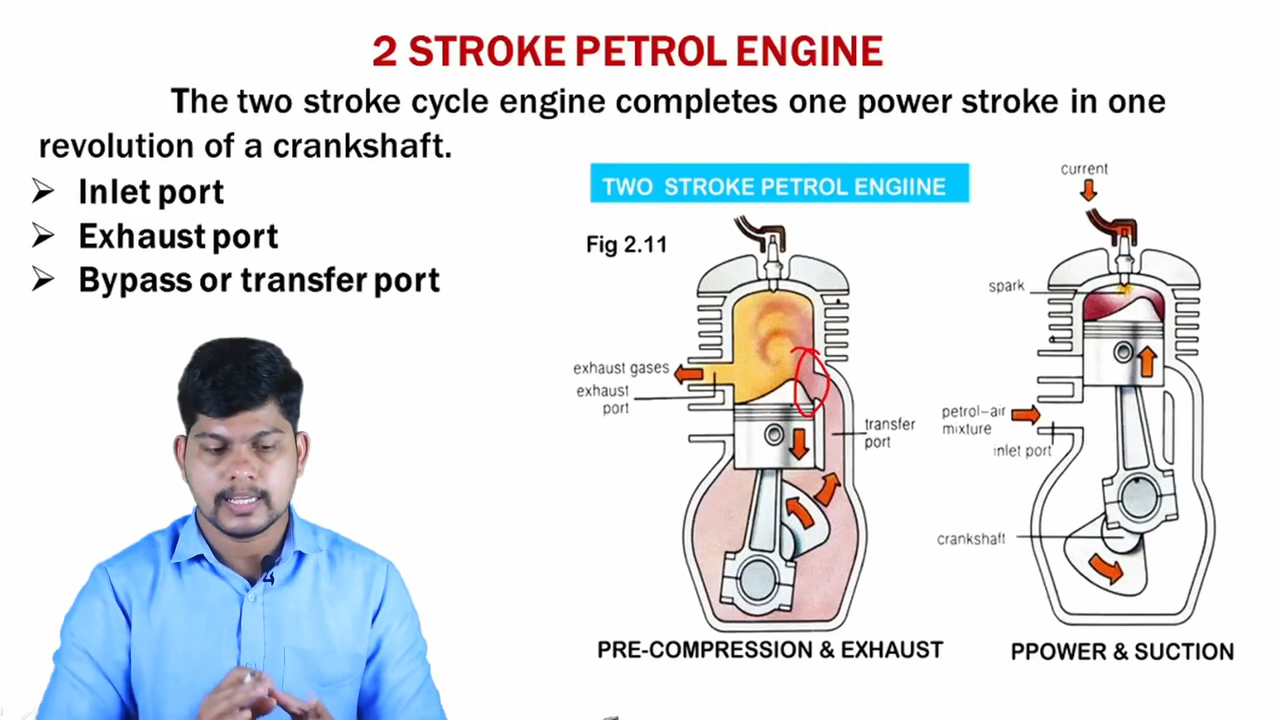 2 STROKE PETROL ENGINE
The two stroke cycle engine completes one power stroke in one
revolution of a crankshaft.
Inlet port
Exhaust port
Bypass or transfer port
TWO STROKE PETROL ENGIINE
Fig 2.11
exhaust gases
exhaust
port
transfer
port
PRE-COMPRESSION & EXHAUST
current
spark
petrol-air
mixture
inlet port
crankshaft
PPOWER & SUCTION